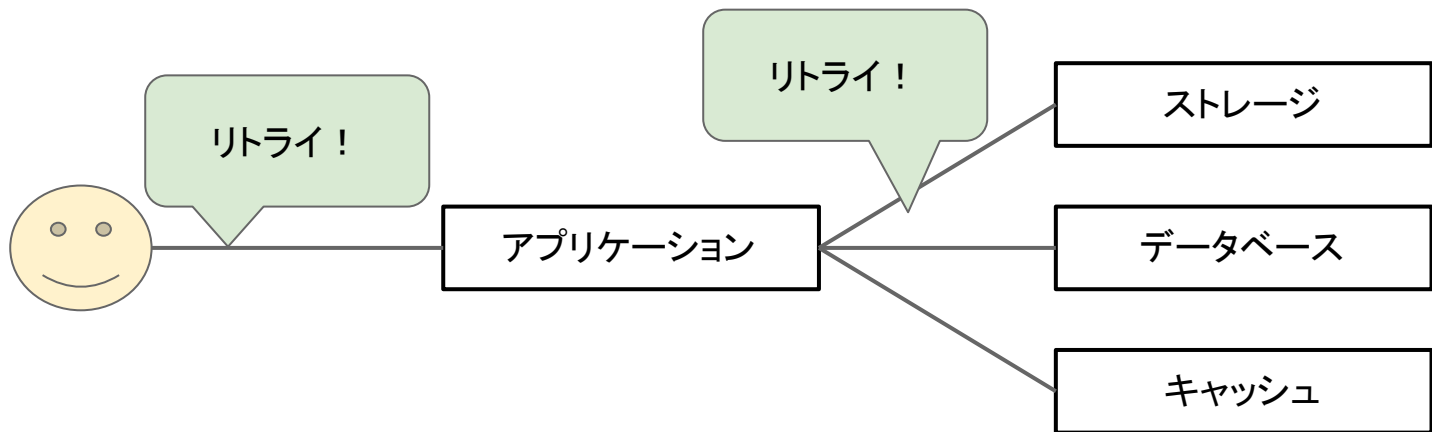 リトライ！
リトライ！
アプリケーション
ストレージ
データベース
キャッシュ